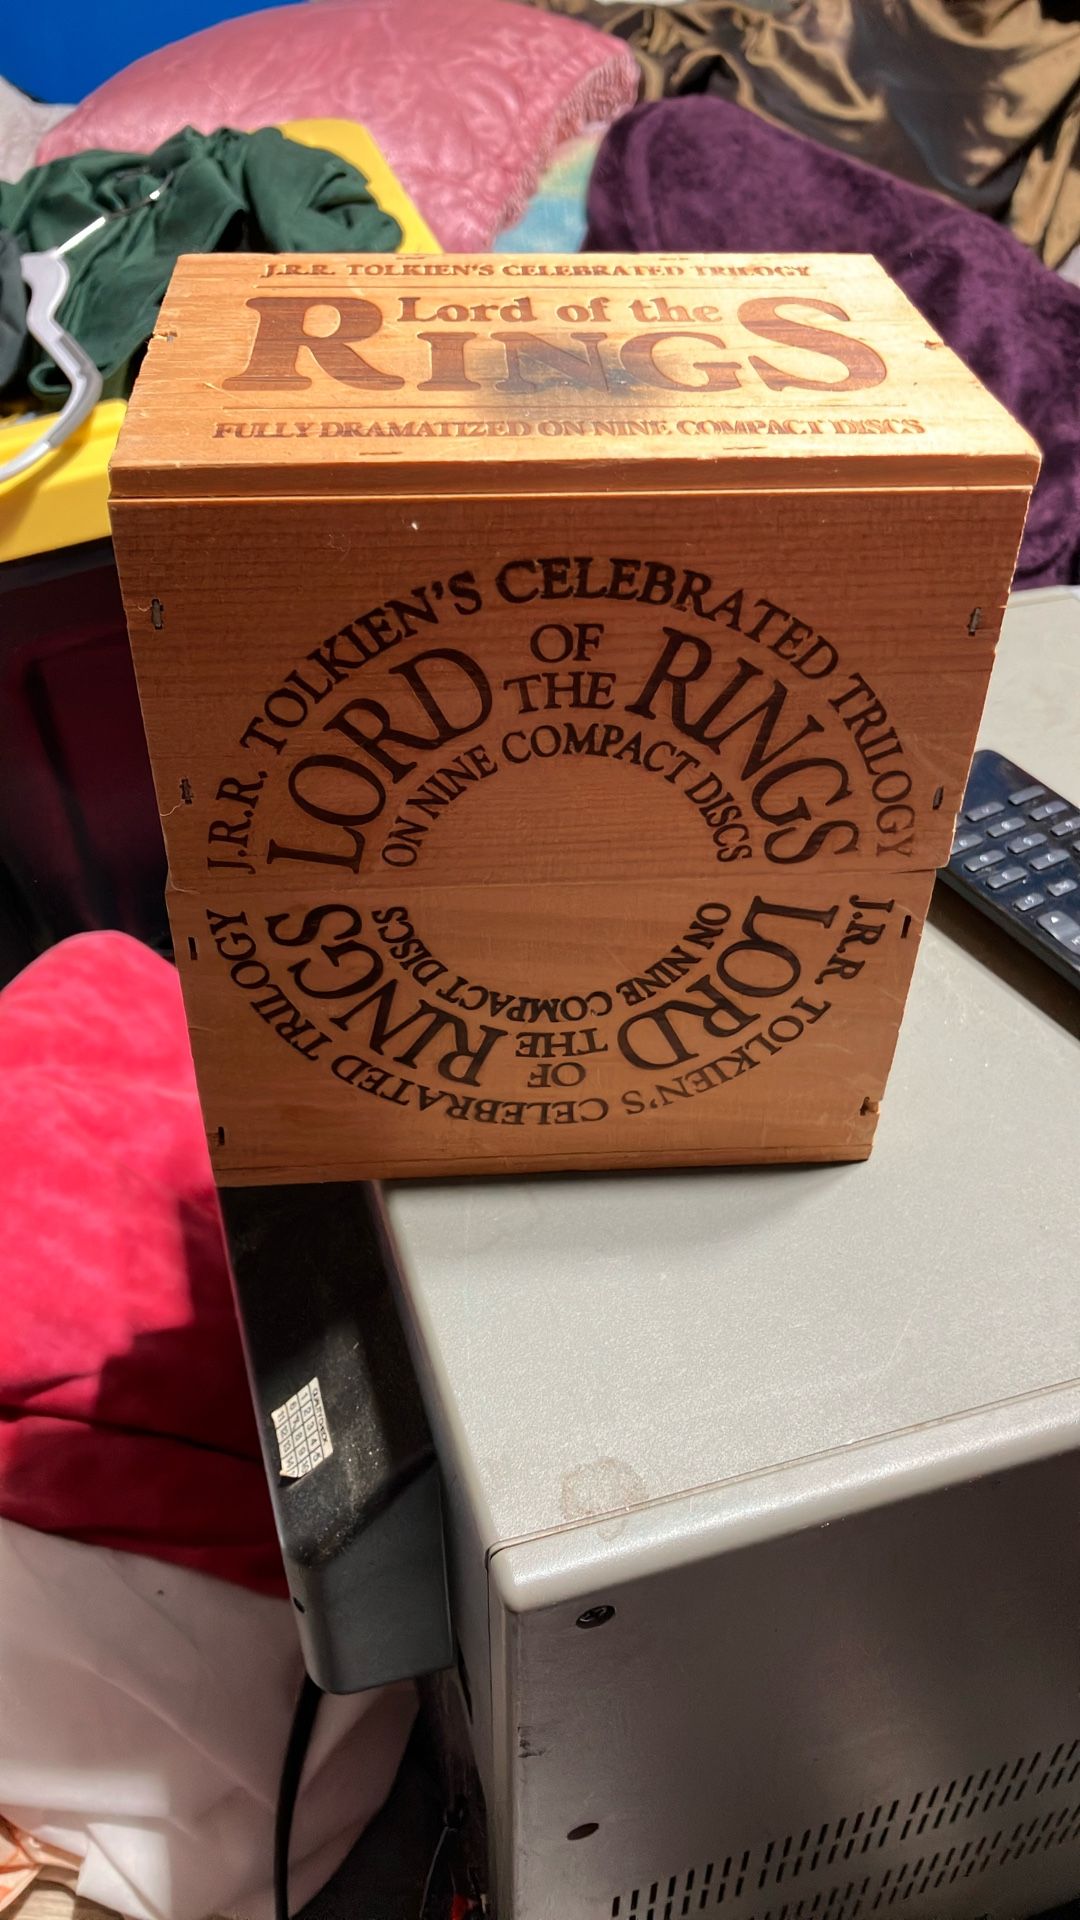 J.R.R. TOLKIEN'S CELEBRATED TRILOGY
Lord of the
RINGS
FULLY DRAMATIZED ON NINE COMPACT DISCS
J.R.R. TOLKIEN'S CELEBRATED TRILOGY
LORD OF THE RINGS
ON NINE COMPACT DISCS
J.R.R. TOLKIEN'S CELEBRATED TRILOGY
LORD OF THE RINGS
ON NINE COMPACT DISCS